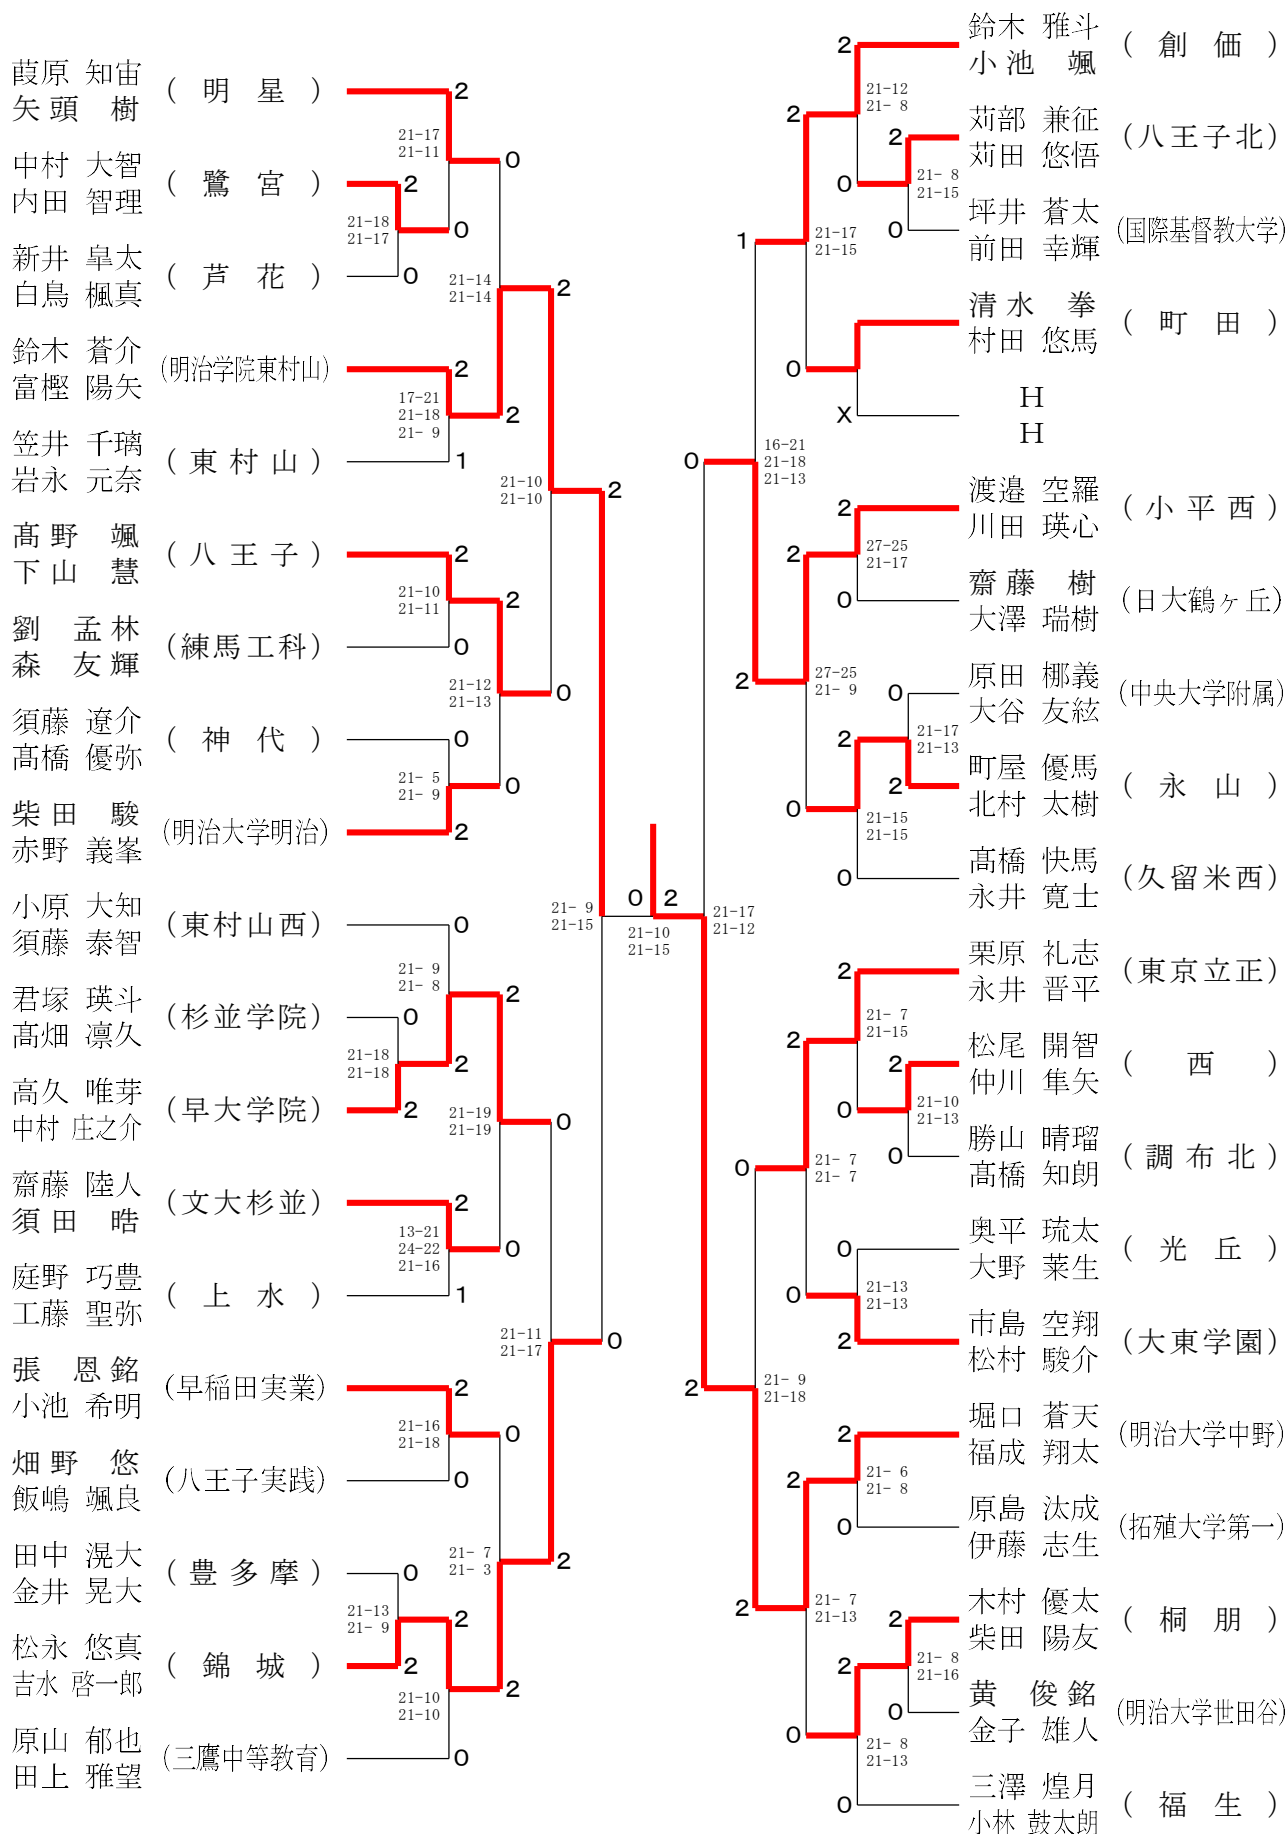 葭原 知宙
矢頭 樹
(明星)
2
21-17
21-11
0
中村 大智
内田 智理
(鷺宮)
2
21-18
21-17
0
新井 皐太
白鳥 楓真
(芦花)
0
21-14
21-14
2
鈴木 蒼介
富樫 陽矢
(明治学院東村山)
2
17-21
21-18
21- 9
2
笠井 千璃
岩永 元奈
(東村山)
1
21-10
21-10
2
髙野 颯
下山 慧
(八王子)
2
21-10
21-11
2
劉 孟林
森 友輝
(練馬工科)
0
21-12
21-13
0
須藤 遼介
髙橋 優弥
(神代)
0
21- 5
21- 9
0
柴田 駿
赤野 義峯
(明治大学明治)
2
小原 大知
須藤 泰智
(東村山西)
0
21- 9
21- 8
2
君塚 瑛斗
髙畑 凛久
(杉並学院)
0
21-18
21-18
2
高久 唯芽
中村 庄之介
(早大学院)
2
21-19
21-19
0
齋藤 陸人
須田 晧
(文大杉並)
2
13-21
24-22
21-16
0
庭野 巧豊
工藤 聖弥
(上水)
1
21-11
21-17
0
張 恩銘
小池 希明
(早稲田実業)
2
21-16
21-18
0
畑野 悠
飯嶋 颯良
(八王子実践)
0
21- 7
21- 3
2
田中 滉大
金井 晃大
(豊多摩)
0
21-13
21- 9
2
松永 悠真
吉水 啓一郎
(錦城)
2
21-10
21-10
2
原山 郁也
田上 雅望
(三鷹中等教育)
0
0
21- 9
21-15
0 2
21-10
21-15
21-17
21-12
鈴木 雅斗
小池 颯
(創価)
2
21-12
21- 8
2
苅部 兼征
苅田 悠悟
(八王子北)
2
21- 8
21-15
0
坪井 蒼太
前田 幸輝
(国際基督教大学)
0
21-17
21-15
1
清水 拳
村田 悠馬
(町田)
0
H
H
X
16-21
21-18
21-13
0
渡邉 空羅
川田 瑛心
(小平西)
2
27-25
21-17
2
齋藤 樹
大澤 瑞樹
(日大鶴ヶ丘)
0
27-25
21- 9
2
原田 梛義
大谷 友紘
(中央大学附属)
0
21-17
21-13
2
町屋 優馬
北村 太樹
(永山)
2
21-15
21-15
0
髙橋 快馬
永井 寛士
(久留米西)
0
栗原 礼志
永井 晋平
(東京立正)
2
21- 7
21-15
2
松尾 開智
仲川 隼矢
(西)
2
21-10
21-13
0
勝山 晴瑠
髙橋 知朗
(調布北)
0
21- 7
21- 7
0
奥平 琉太
大野 莱生
(光丘)
0
21-13
21-13
0
市島 空翔
松村 駿介
(大東学園)
2
21- 9
21-18
2
堀口 蒼天
福成 翔太
(明治大学中野)
2
21- 6
21- 8
2
原島 汰成
伊藤 志生
(拓殖大学第一)
0
21- 7
21-13
2
木村 優太
柴田 陽友
(桐朋)
2
21- 8
21-16
2
黄 俊銘
金子 雄人
(明治大学世田谷)
0
21- 8
21-13
0
三澤 煌月
小林 鼓太朗
(福生)
0